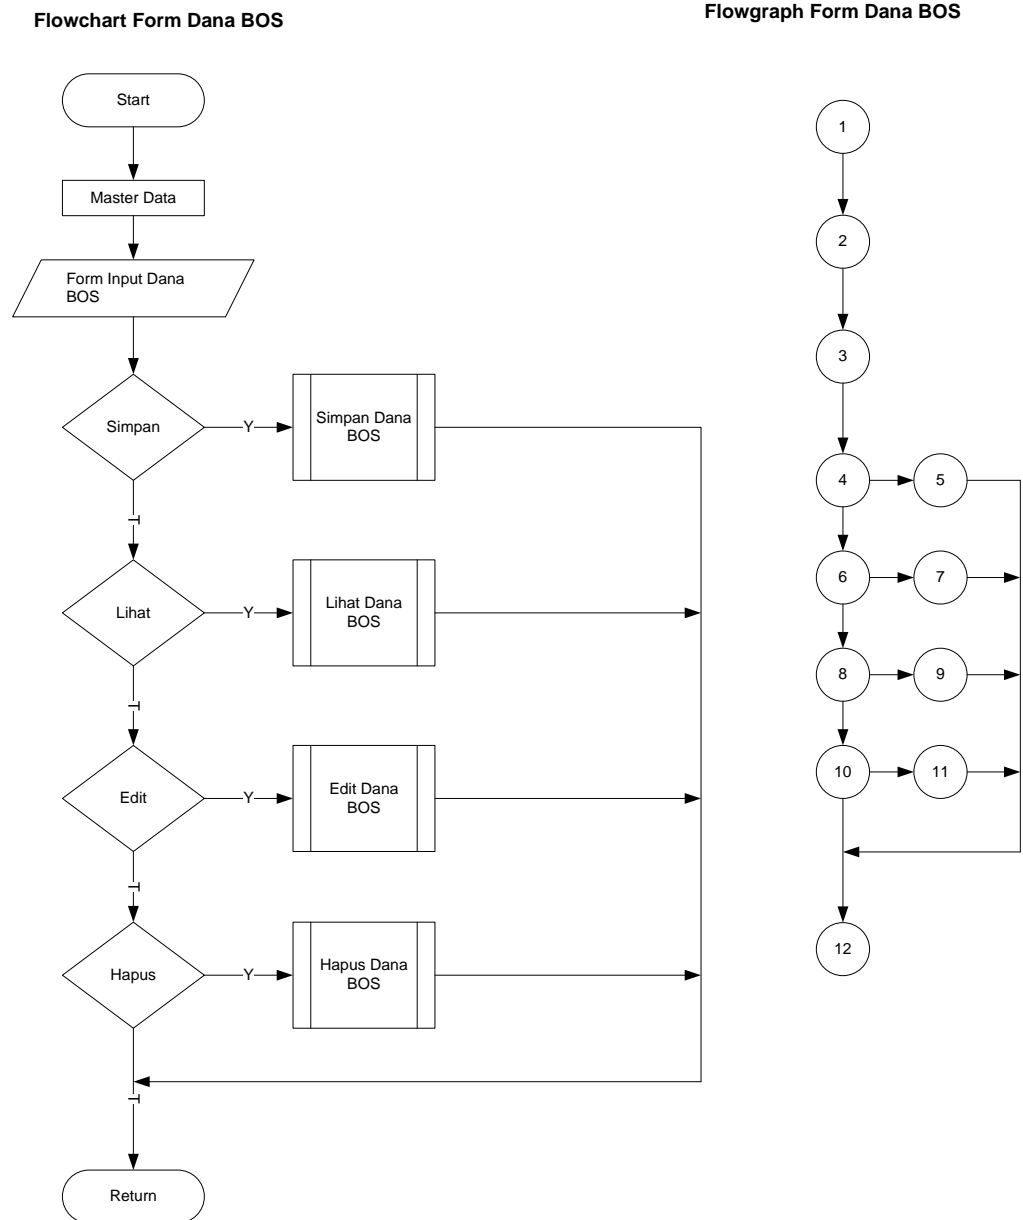 Flowchart Form Dana BOS
Flowgraph Form Dana BOS
Start
Master Data
Form Input Dana
BOS
Simpan
Y
Simpan Dana
BOS
T
Lihat
Y
Lihat Dana
BOS
T
Edit
Y
Edit Dana
BOS
T
Hapus
Y
Hapus Dana
BOS
T
Return
1
2
3
4
5
6
7
8
9
10
11
12